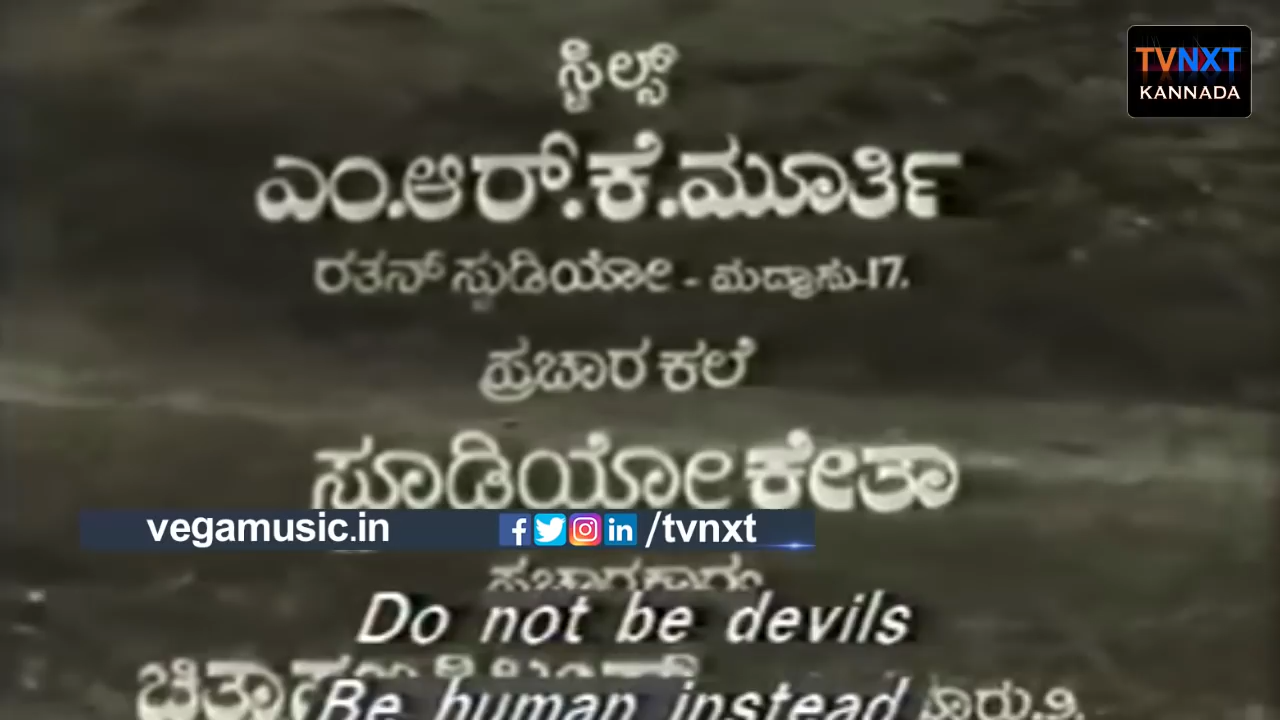 TVNXT
KANNADA
ಸ್ಟಿಲ್ಸ್
ಎಂ.ಆರ್.ಕೆ.ಮೂರ್ತಿ
ರತನ್ ಸ್ಟುಡಿಯೋ - ಮದ್ರಾಸು-17.
ಪ್ರಚಾರ ಕಲೆ
ಸ್ಟೂಡಿಯೋ ಕೇತಾ
vegamusic.in /tvnxt
Do not be devils
Be human instead